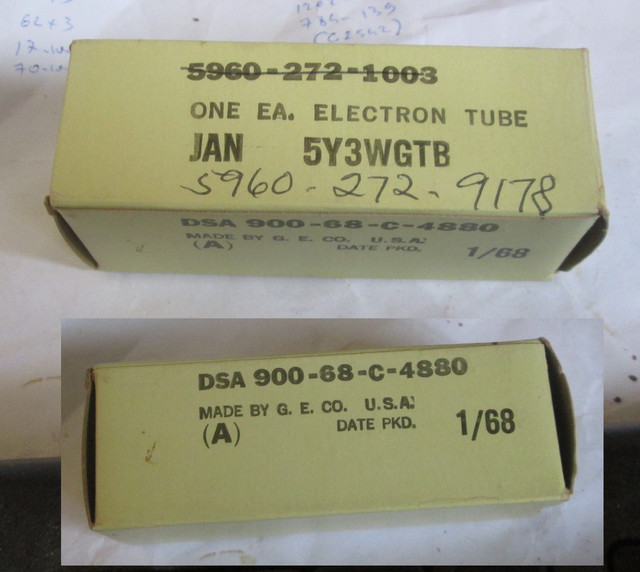 62x3
5960-272-1003
ONE EA. ELECTRON TUBE
JAN 5Y3WGTB
5960-272-9178
DSA 900-68-C-4880
MADE BY G. E. CO. U.S.A.
(A) DATE PKD. 1/68
DSA 900-68-C-4880
MADE BY G. E. CO. U.S.A.
(A) DATE PKD. 1/68